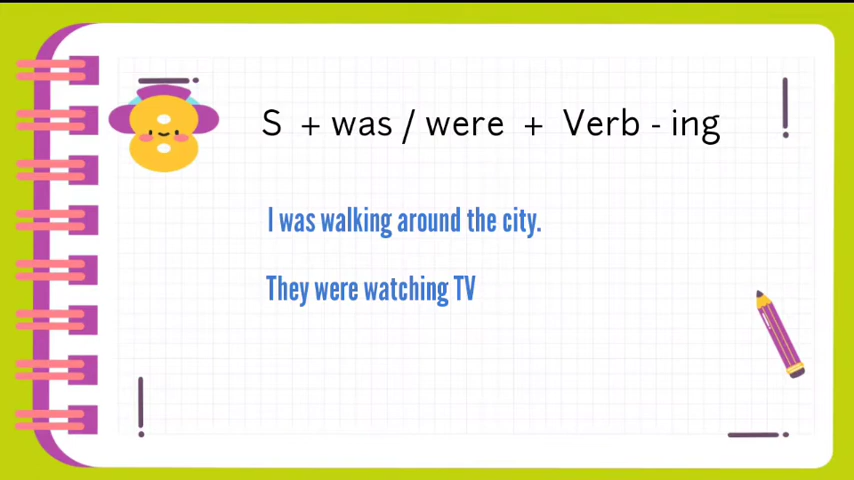 S + was / were + Verb - ing
I was walking around the city.
They were watching TV